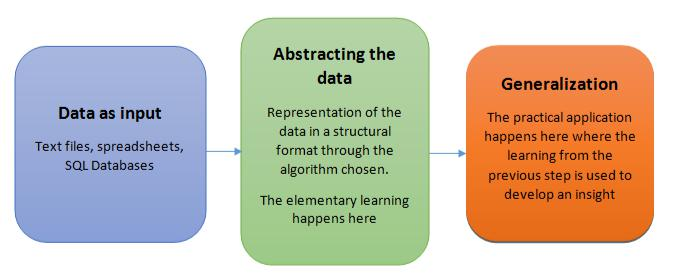 Data as input
Text files, spreadsheets,
SQL Databases
Abstracting the
data
Representation of the
data in a structural
format through the
algorithm chosen.
The elementary learning
happens here
Generalization
The practical application
happens here where the
learning from the
previous step is used to
develop an insight